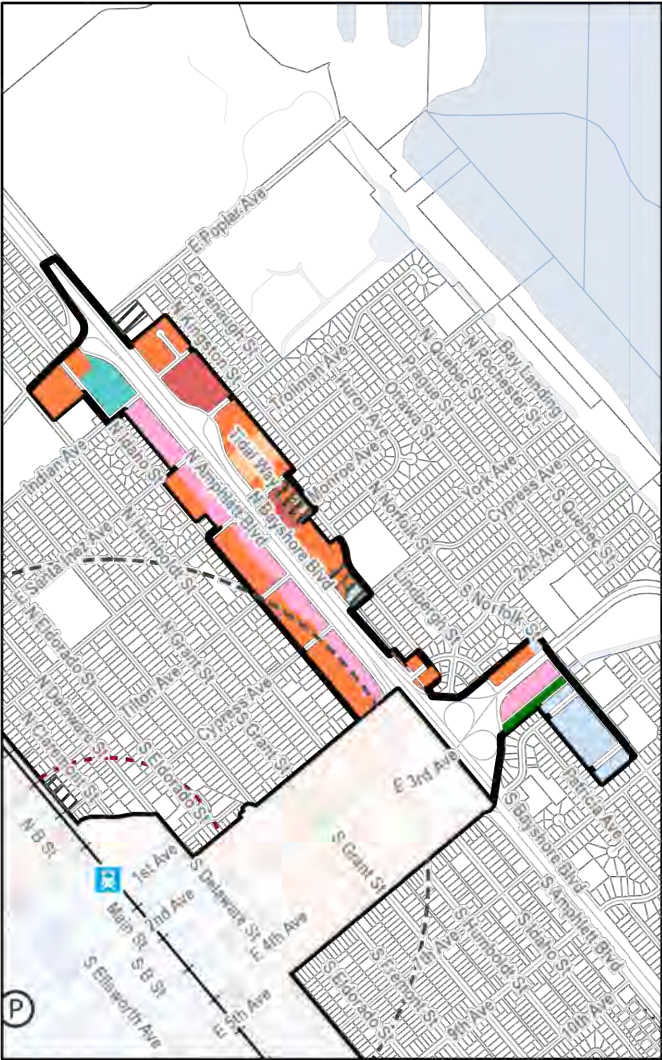 E Poplar Ave
Cavanaugh St
N Kingston St
Trollman Ave
Huron Ave
Ottawa St
Pogue St
N Quebec St
N Rochester St
Bay Landing
Tidal Way
Monroe Ave
N Norfolk St
York Ave
Cypress Ave
S Quebec St
2nd Ave
Indian Ave
N Idaho St
N Amphlett Blvd
N Bayshore Blvd
E Santa Inez Ave
N Humboldt St
N Grant St
N Eldorado St
Tilton Ave
N Delaware St
N Claremont St
Cypress Ave
S Grant St
S Eldorado St
Lindbergh St
S Norfolk St
E 3rd Ave
Patricia Ave
S Bayshore Blvd
S Amphlett Blvd
N B St
1st Ave
2nd Ave
Main St
S B St
S Ellsworth Ave
S Delaware St
E 4th Ave
E 5th Ave
S Grant St
S Eldorado St
S Fremont St
7th Ave
S Humboldt St
S Idaho St
9th Ave
10th Ave
P